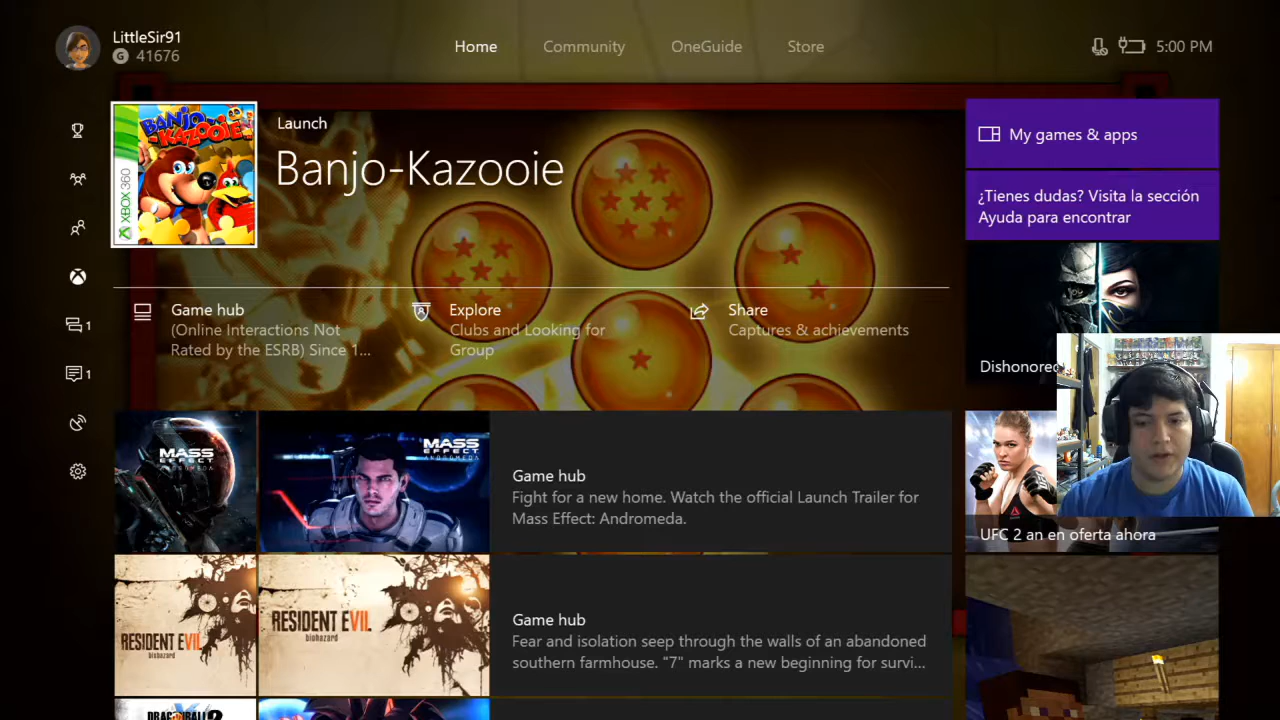 LittleSir91
G 41676
Home
Community
OneGuide
Store
5:00 PM
BANJO KAZOOIE
XBOX 360
Launch
Banjo-Kazooie
My games & apps
¿Tienes dudas? Visita la sección
Ayuda para encontrar
Game hub
(Online Interactions Not
Rated by the ESRB) Since 1...
Explore
Clubs and Looking for
Group
Share
Captures & achievements
1
1
Dishonored
MASS
EFFECT
ANDROMEDA
MASS
EFFECT
ANDROMEDA
Game hub
Fight for a new home. Watch the official Launch Trailer for
Mass Effect: Andromeda.
UFC 2 an en oferta ahora
RESIDENT EVIL
biohazard
RESIDENT EVIL
biohazard
Game hub
Fear and isolation seep through the walls of an abandoned
southern farmhouse. "7" marks a new beginning for survi...
DRAGONBALL